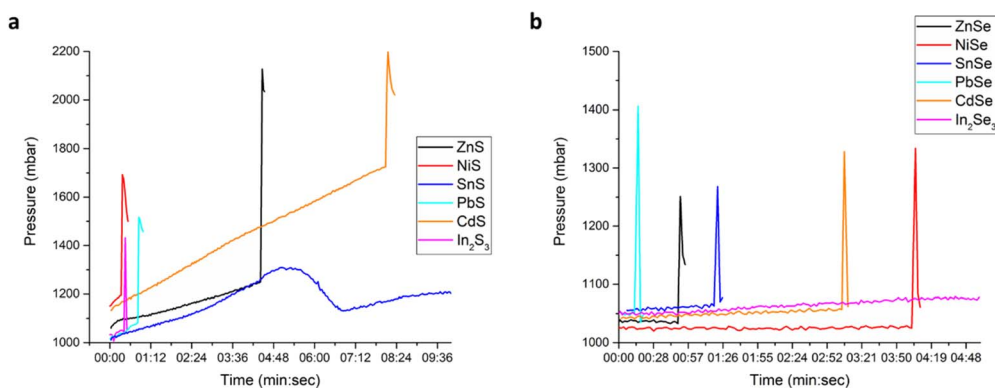 a
2200
2000
1800
1600
1400
1200
1000
Pressure (mbar)
ZnS
NiS
SnS
PbS
CdS
In2S3
00:00 01:12 02:24 03:36 04:48 06:00 07:12 08:24 09:36
Time (min:sec)
b
1500
1400
1300
1200
1100
1000
Pressure (mbar)
ZnSe
NiSe
SnSe
PbSe
CdSe
In2Se3
00:00 00:28 00:57 01:26 01:55 02:24 02:52 03:21 03:50 04:19 04:48
Time (min:sec)